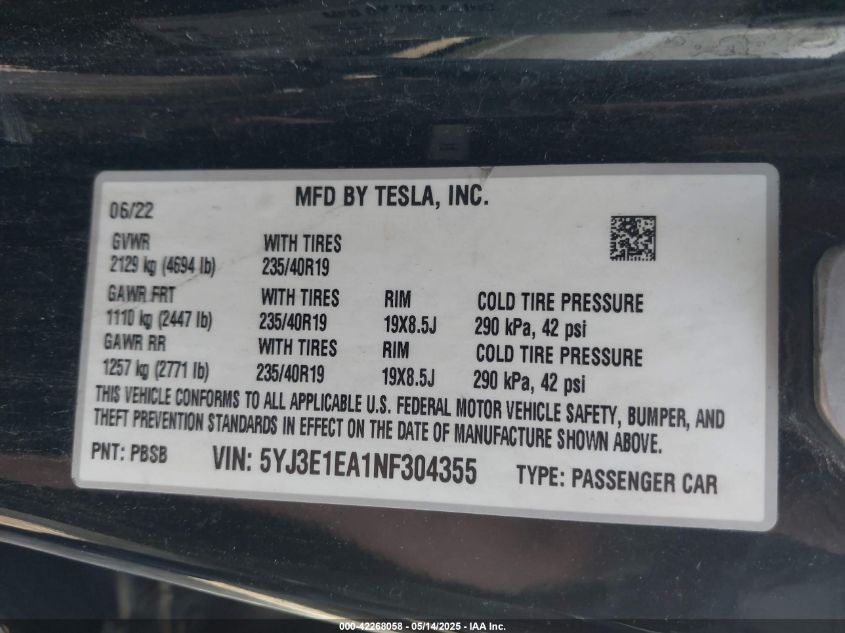 MFD BY TESLA, INC.
06/22
GVWR WITH TIRES
2129 kg (4694 lb) 235/40R19
GAWR FRT WITH TIRES RIM COLD TIRE PRESSURE
1110 kg (2447 lb) 235/40R19 19X8.5J 290 kPa, 42 psi
GAWR RR WITH TIRES RIM COLD TIRE PRESSURE
1257 kg (2771 lb) 235/40R19 19X8.5J 290 kPa, 42 psi
THIS VEHICLE CONFORMS TO ALL APPLICABLE U.S. FEDERAL MOTOR VEHICLE SAFETY, BUMPER, AND
THEFT PREVENTION STANDARDS IN EFFECT ON THE DATE OF MANUFACTURE SHOWN ABOVE.
PNT: PBSB VIN: 5YJ3E1EA1NF304355 TYPE: PASSENGER CAR
000-42268058 - 05/14/2025 - IAA Inc.